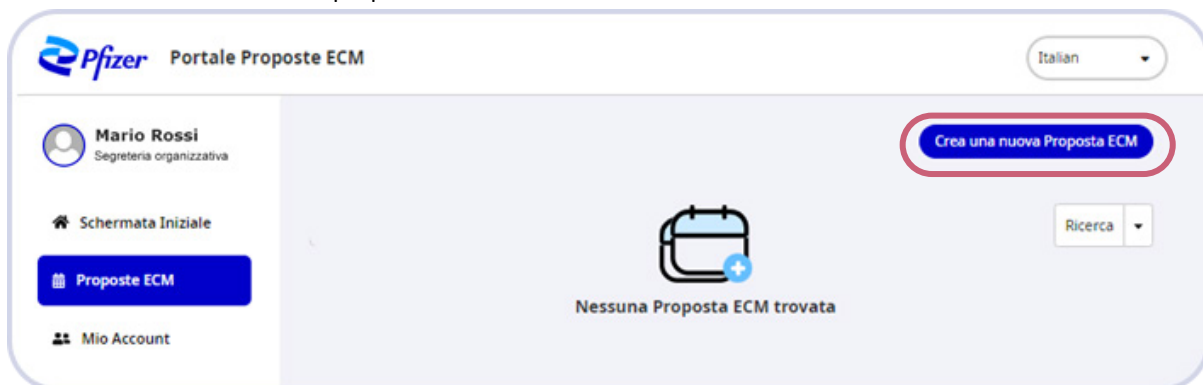 Pfizer Portale Proposte ECM
Italian
Mario Rossi
Segreteria organizzativa
Crea una nuova Proposta ECM
Schermata Iniziale
Ricerca
Proposte ECM
Nessuna Proposta ECM trovata
Mio Account